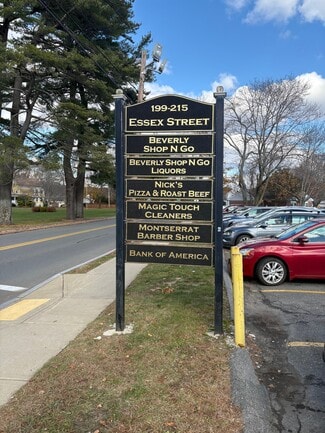 199-215
ESSEX STREET
BEVERLY
SHOP N GO
BEVERLY SHOP N GO
LIQUORS
NICK'S
PIZZA & ROAST BEEF
MAGIC TOUCH
CLEANERS
MONTSERRAT
BARBER SHOP
BANK OF AMERICA